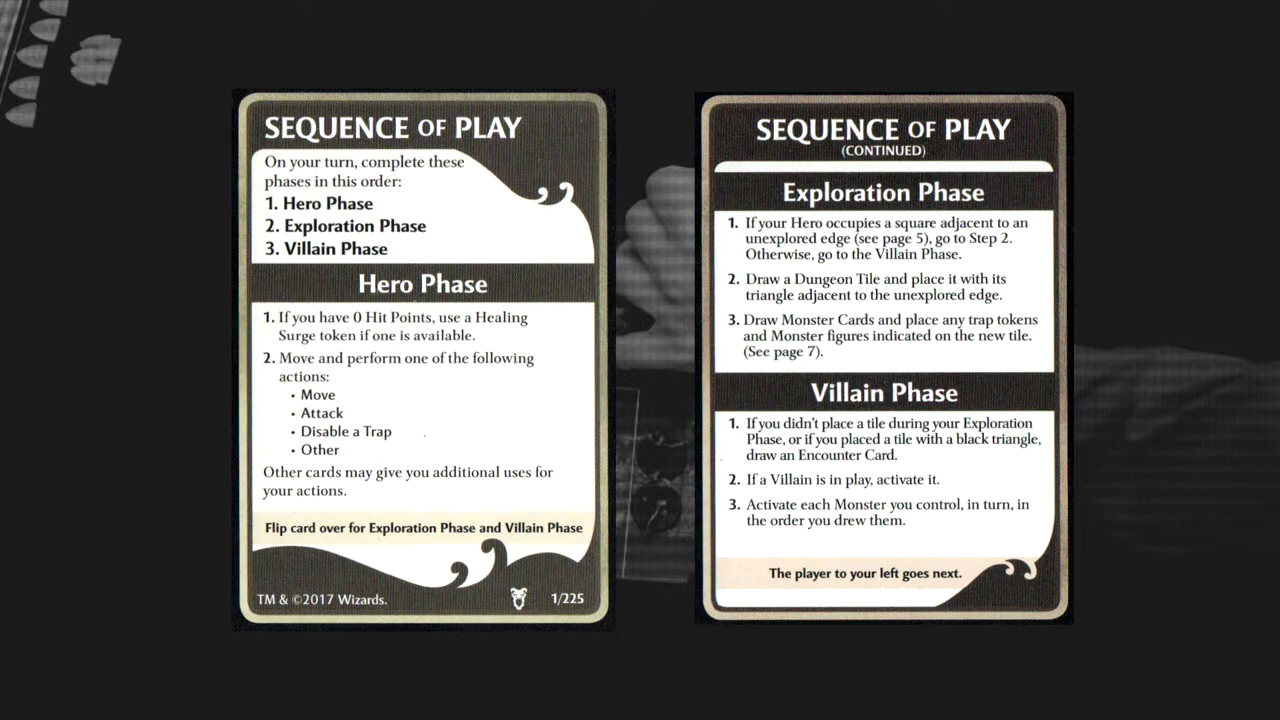 SEQUENCE OF PLAY
On your turn, complete these
phases in this order:
1. Hero Phase
2. Exploration Phase
3. Villain Phase
Hero Phase
1. If you have 0 Hit Points, use a Healing
Surge token if one is available.
2. Move and perform one of the following
actions:
• Move
• Attack
• Disable a Trap
• Other
Other cards may give you additional uses for
your actions.
Flip card over for Exploration Phase and Villain Phase
TM & ©2017 Wizards.
1/225
SEQUENCE OF PLAY
(CONTINUED)
Exploration Phase
1. If your Hero occupies a square adjacent to an
unexplored edge (see page 5), go to Step 2.
Otherwise, go to the Villain Phase.
2. Draw a Dungeon Tile and place it with its
triangle adjacent to the unexplored edge.
3. Draw Monster Cards and place any trap tokens
and Monster figures indicated on the new tile.
(See page 7).
Villain Phase
1. If you didn't place a tile during your Exploration
Phase, or if you placed a tile with a black triangle,
draw an Encounter Card.
2. If a Villain is in play, activate it.
3. Activate each Monster you control, in turn, in
the order you drew them.
The player to your left goes next.